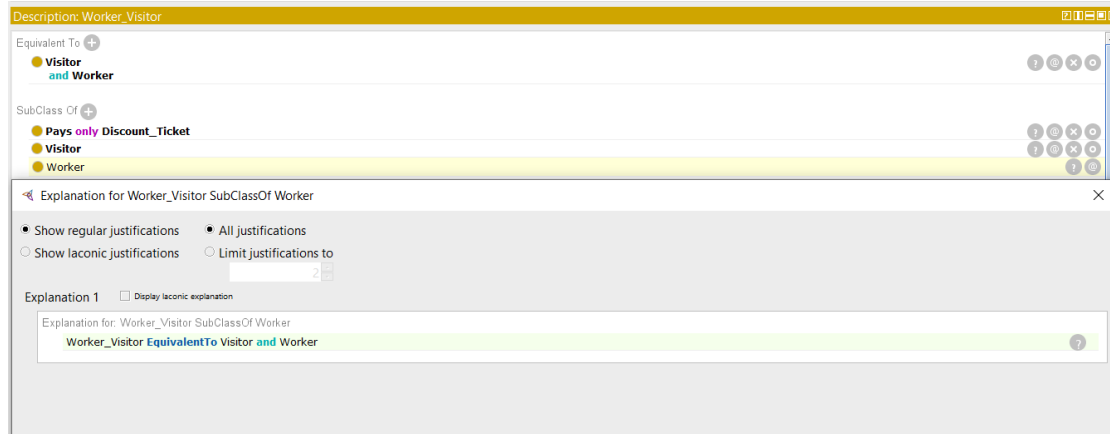 Description: Worker_Visitor
Equivalent To
Visitor
and Worker
SubClass Of
Pays only Discount_Ticket
Visitor
Worker
Explanation for Worker_Visitor SubClassOf Worker
Show regular justifications
All justifications
Show laconic justifications
Limit justifications to
2
Explanation 1
Display laconic explanation
Explanation for: Worker_Visitor SubClassOf Worker
Worker_Visitor EquivalentTo Visitor and Worker